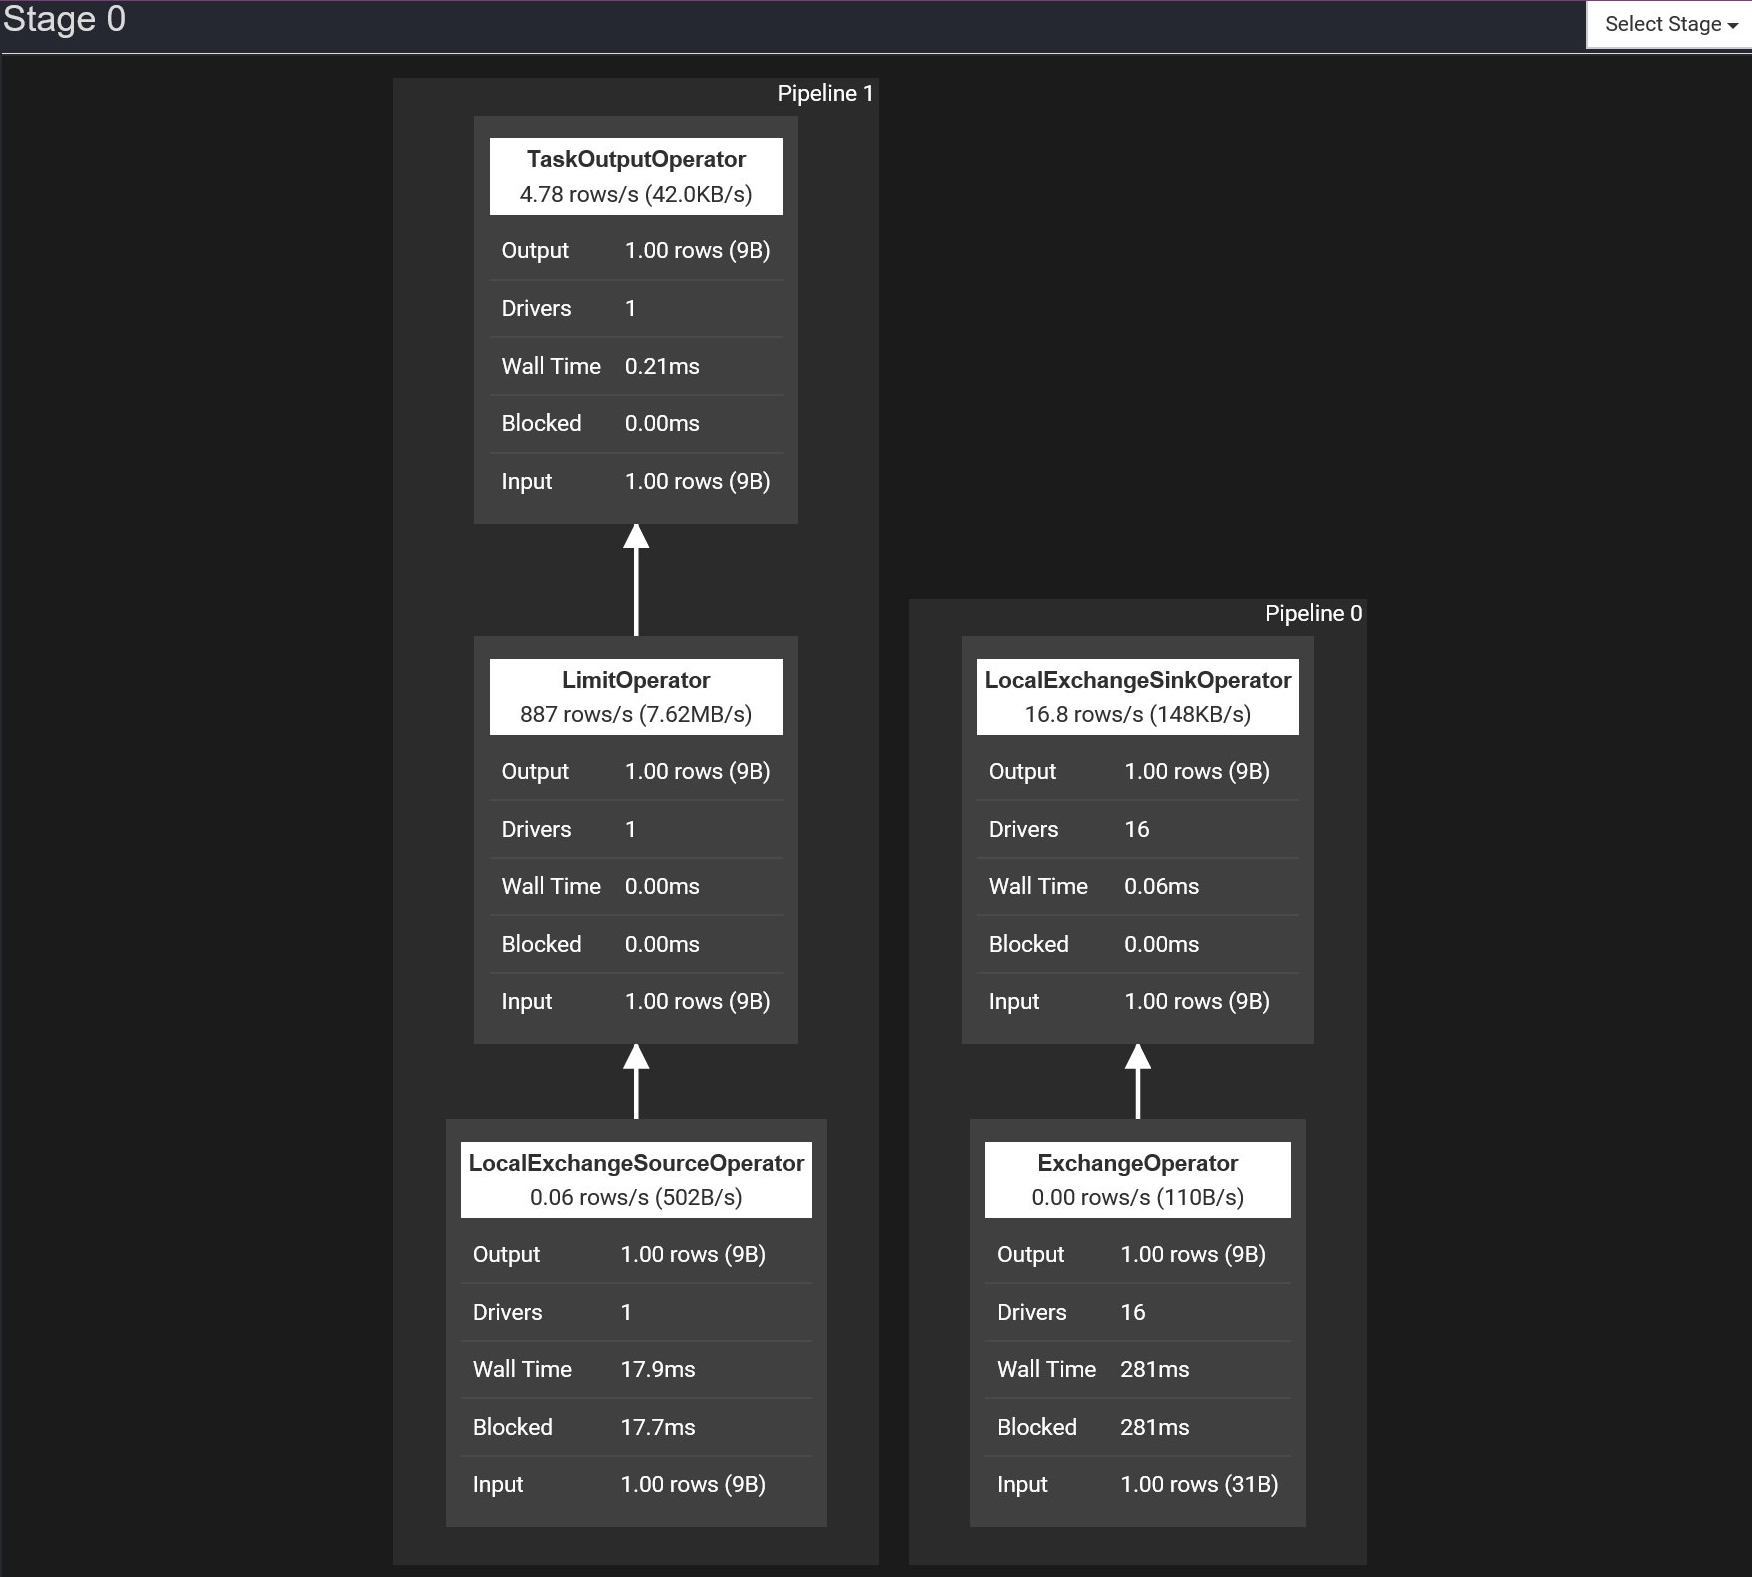 Stage 0
Select Stage
Pipeline 1
TaskOutputOperator
4.78 rows/s (42.0KB/s)
Output 1.00 rows (9B)
Drivers 1
Wall Time 0.21ms
Blocked 0.00ms
Input 1.00 rows (9B)
LimitOperator
887 rows/s (7.62MB/s)
Output 1.00 rows (9B)
Drivers 1
Wall Time 0.00ms
Blocked 0.00ms
Input 1.00 rows (9B)
LocalExchangeSourceOperator
0.06 rows/s (502B/s)
Output 1.00 rows (9B)
Drivers 1
Wall Time 17.9ms
Blocked 17.7ms
Input 1.00 rows (9B)
Pipeline 0
LocalExchangeSinkOperator
16.8 rows/s (148KB/s)
Output 1.00 rows (9B)
Drivers 16
Wall Time 0.06ms
Blocked 0.00ms
Input 1.00 rows (9B)
ExchangeOperator
0.00 rows/s (110B/s)
Output 1.00 rows (9B)
Drivers 16
Wall Time 281ms
Blocked 281ms
Input 1.00 rows (31B)